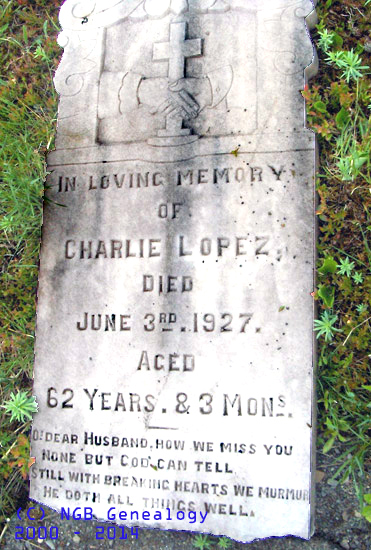 IN LOVING MEMORY
OF
CHARLIE LOPEZ,
DIED
JUNE 3RD. 1927.
AGED
62 YEARS. & 3 MONS.
O! DEAR HUSBAND. HOW WE MISS YOU
NONE BUT GOD CAN TELL.
STILL WITH BREAKING HEARTS WE MURMUR
HE DOTH ALL THINGS WELL.
(C) NGB Genealogy
2000 - 2014